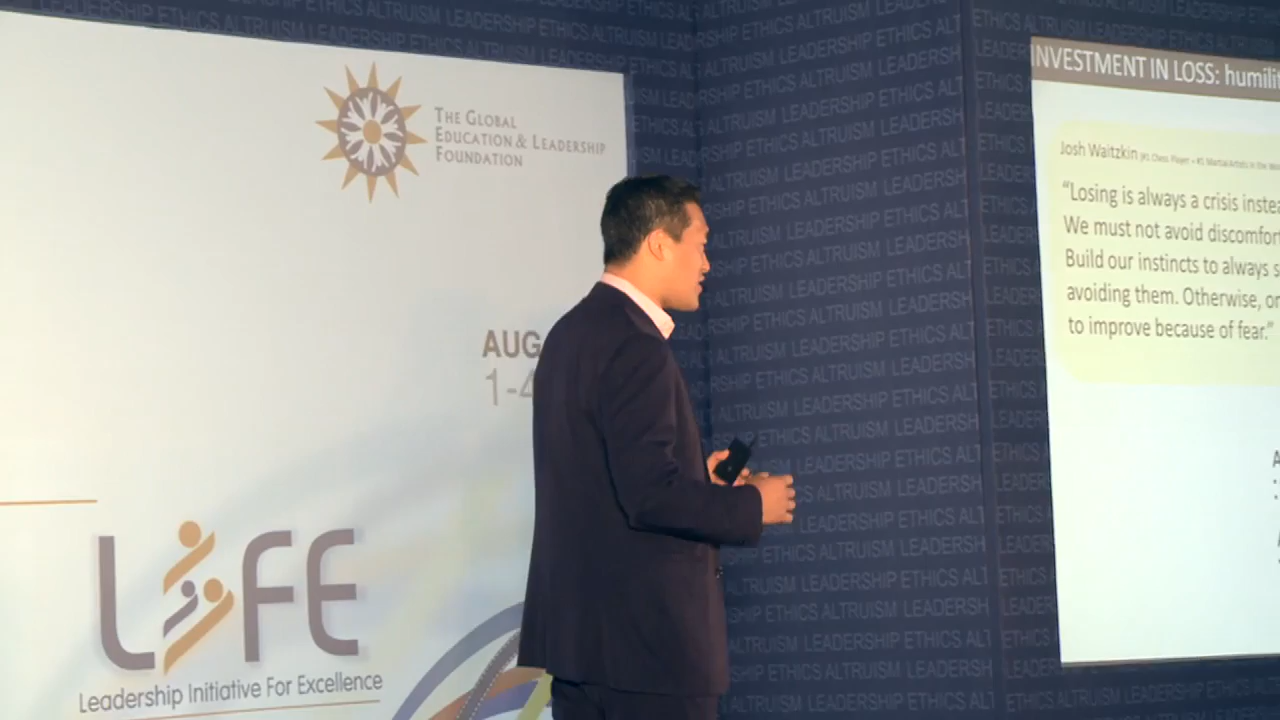 THE GLOBAL
EDUCATION & LEADERSHIP
FOUNDATION
AUG
1-4
LIFE
Leadership Initiative For Excellence
LEADERSHIP ETHICS ALTRUISM LEADERSHIP ETHICS ALTRUISM
INVESTMENT IN LOSS: humilit
Josh Waitzkin
"Losing is always a crisis instea
We must not avoid discomfort
Build our instincts to always s
avoiding them. Otherwise, or
to improve because of fear."